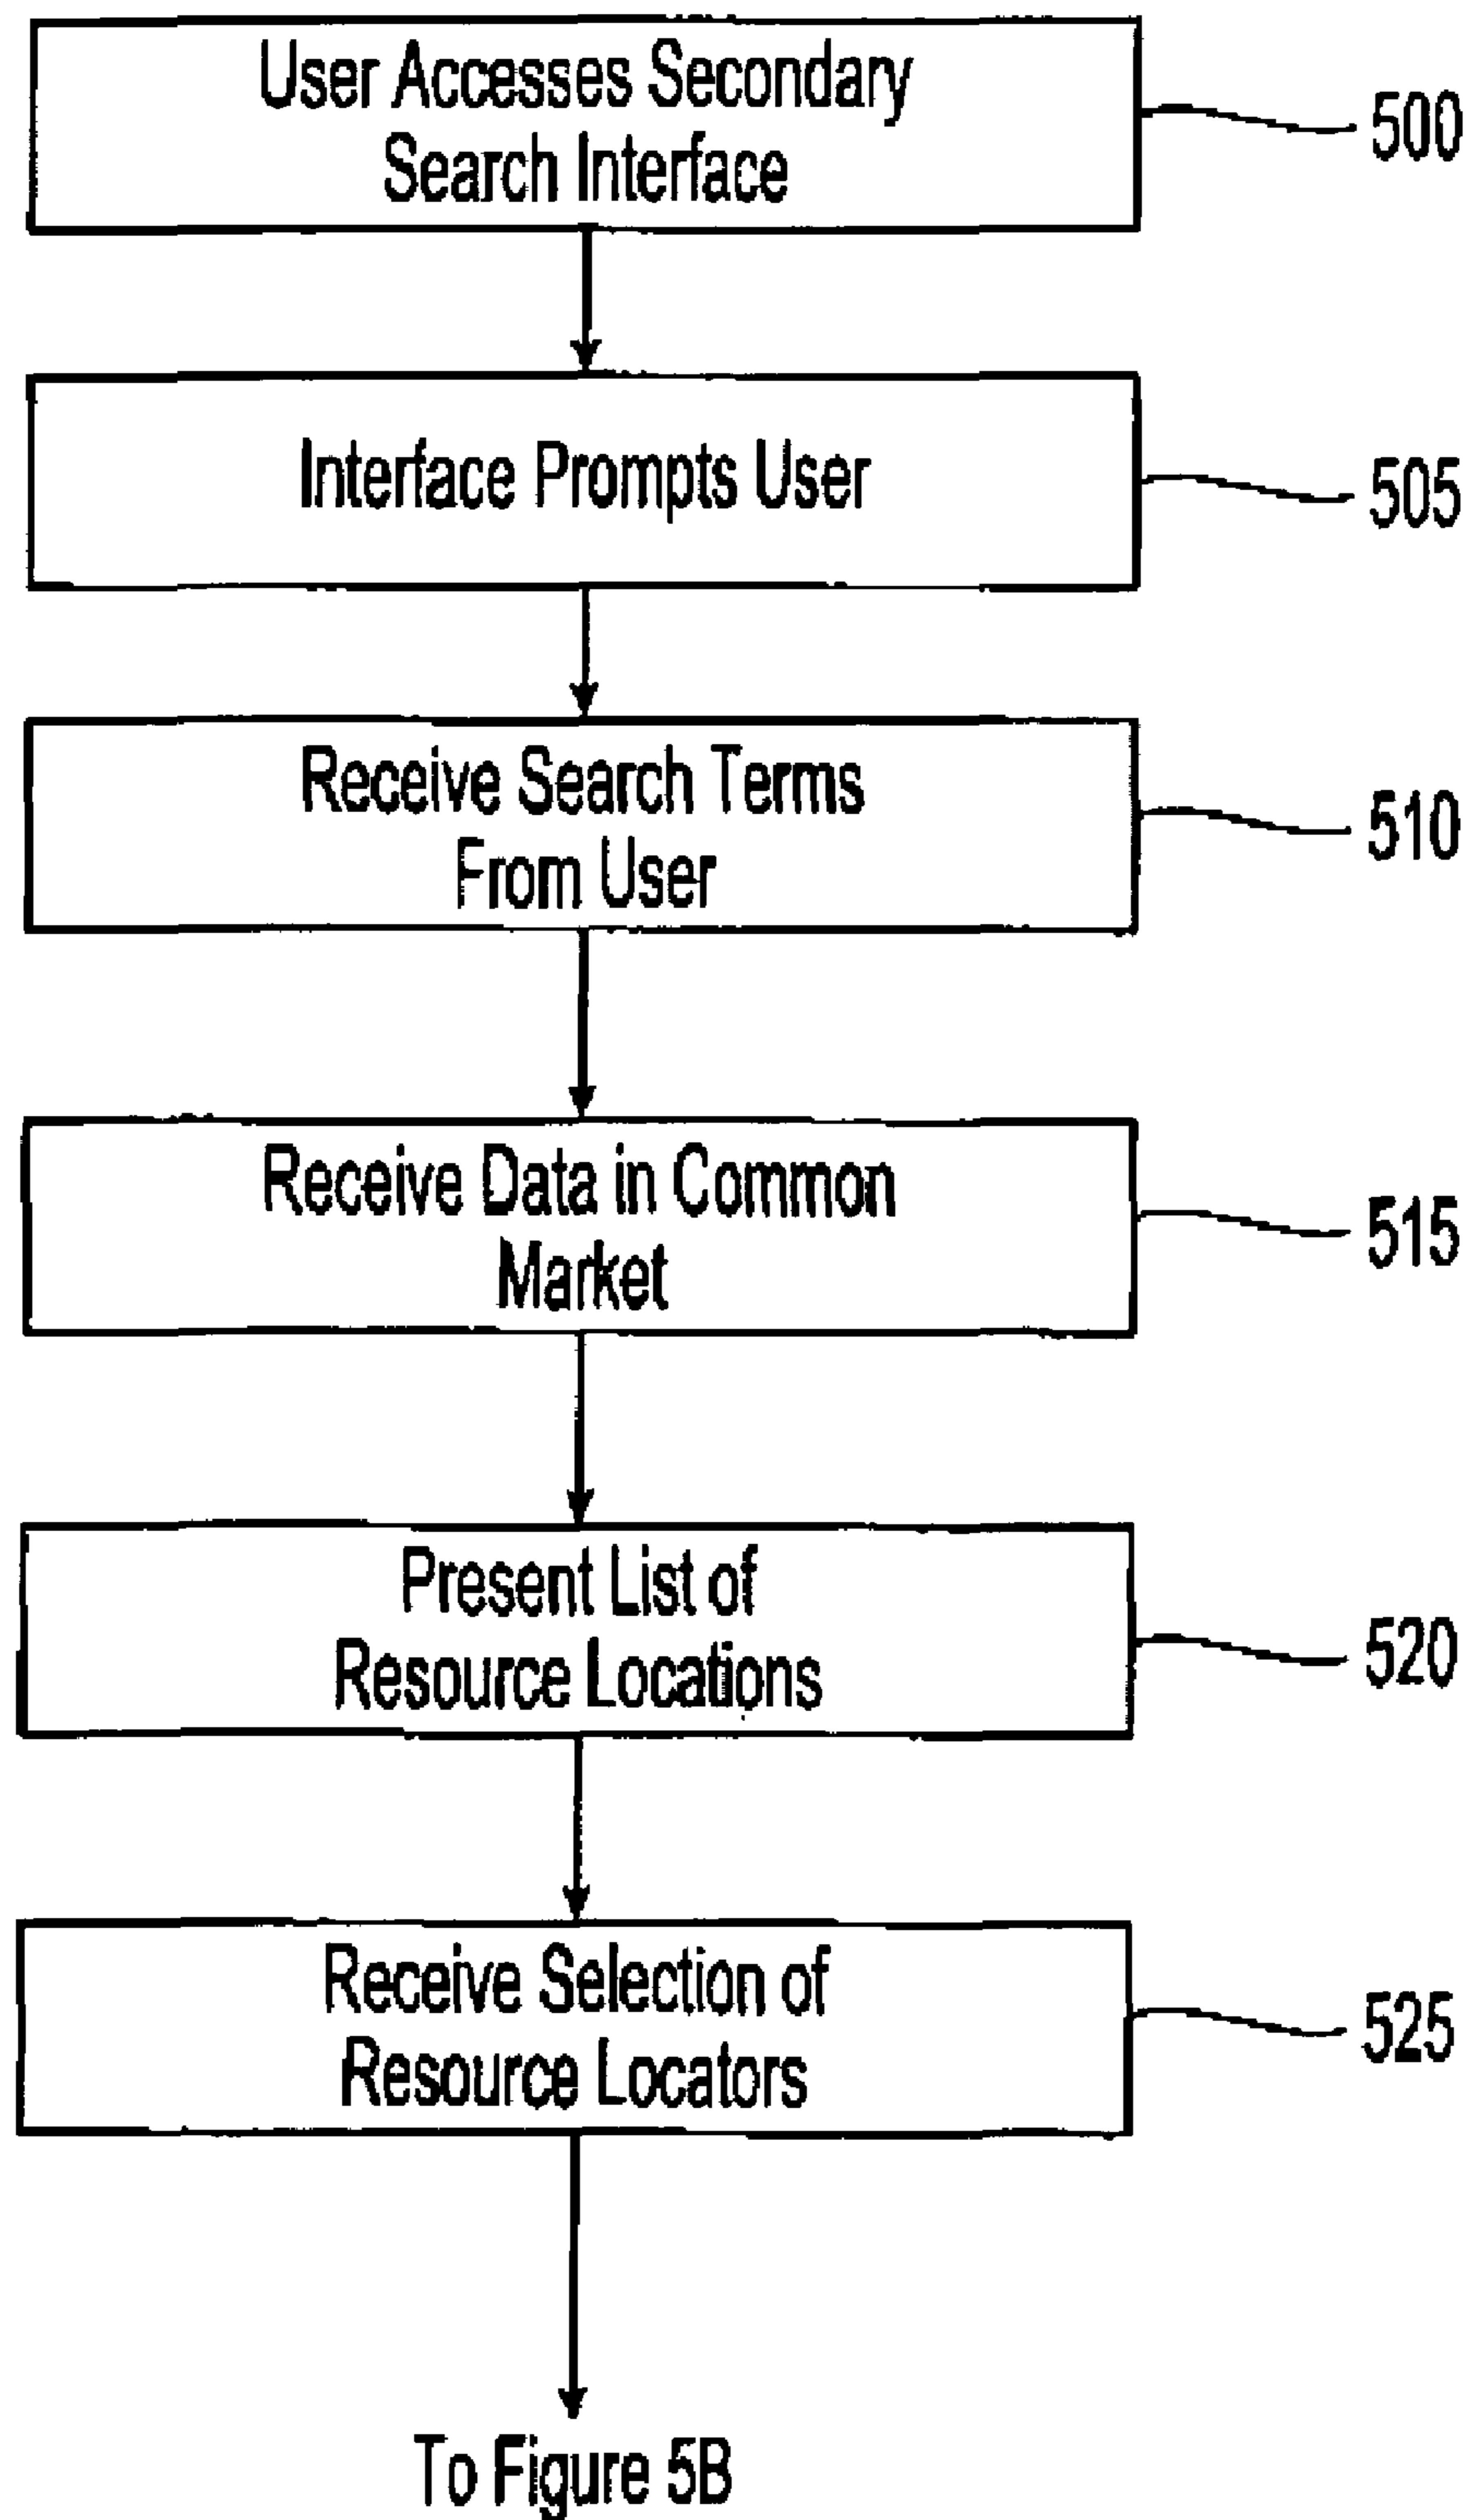 User Accesses Secondary
Search Interface
500
Interface Prompts User
505
Receive Search Terms
From User
510
Receive Data in Common
Market
515
Present List of
Resource Locations
520
Receive Selection of
Resource Locators
525
To Figure 5B